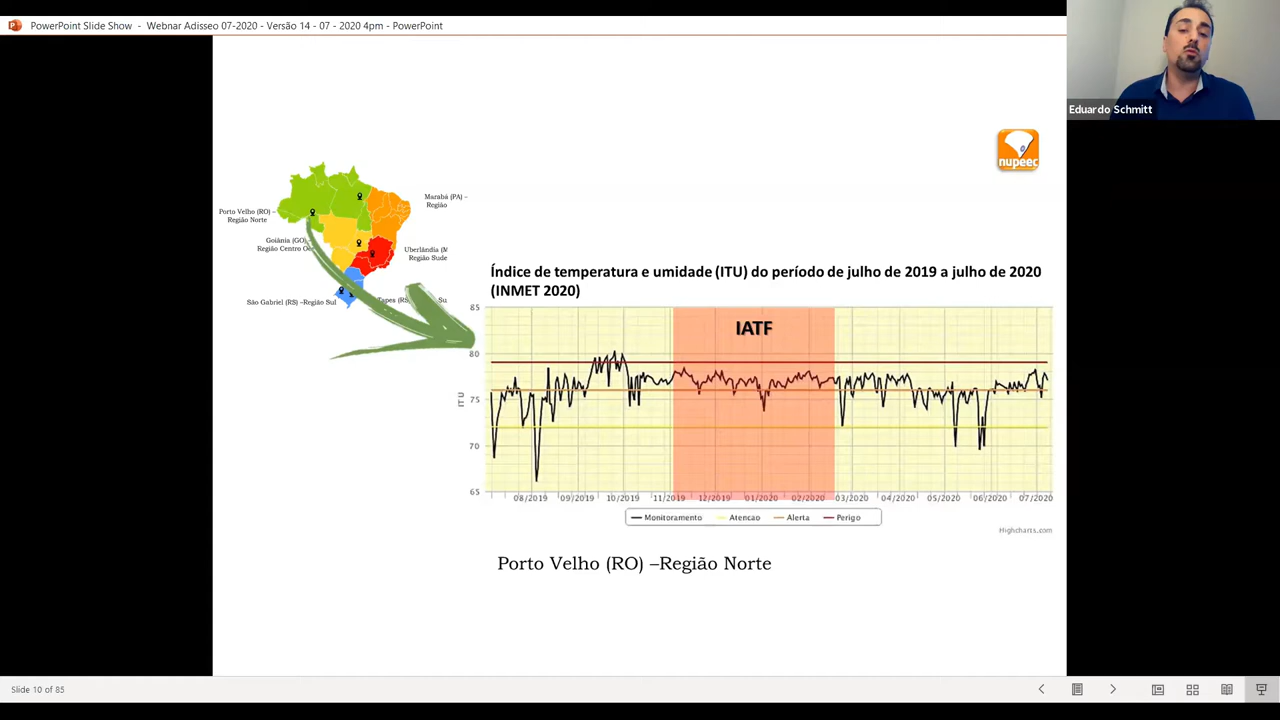 PowerPoint Slide Show - Webnar Adisseo 07-2020 - Versão 14 - 07 - 2020 4pm - PowerPoint
Eduardo Schmitt
nupeec
Marabá (PA) –
Região
Porto Velho (RO) –
Região Norte
Goiânia (GO)
Região Centro
Uberlândia
Região
São Gabriel (RS) –Região Sul
Tapes
Índice de temperatura e umidade (ITU) do período de julho de 2019 a julho de 2020
(INMET 2020)
IATF
85
80
75
70
65
ITU
08/2019 09/2019 10/2019 11/2019 12/2019 01/2020 02/2020 03/2020 04/2020 05/2020 06/2020 07/2020
Monitoramento Atencao Alerta Perigo
Highcharts.com
Porto Velho (RO) –Região Norte
Slide 10 of 85